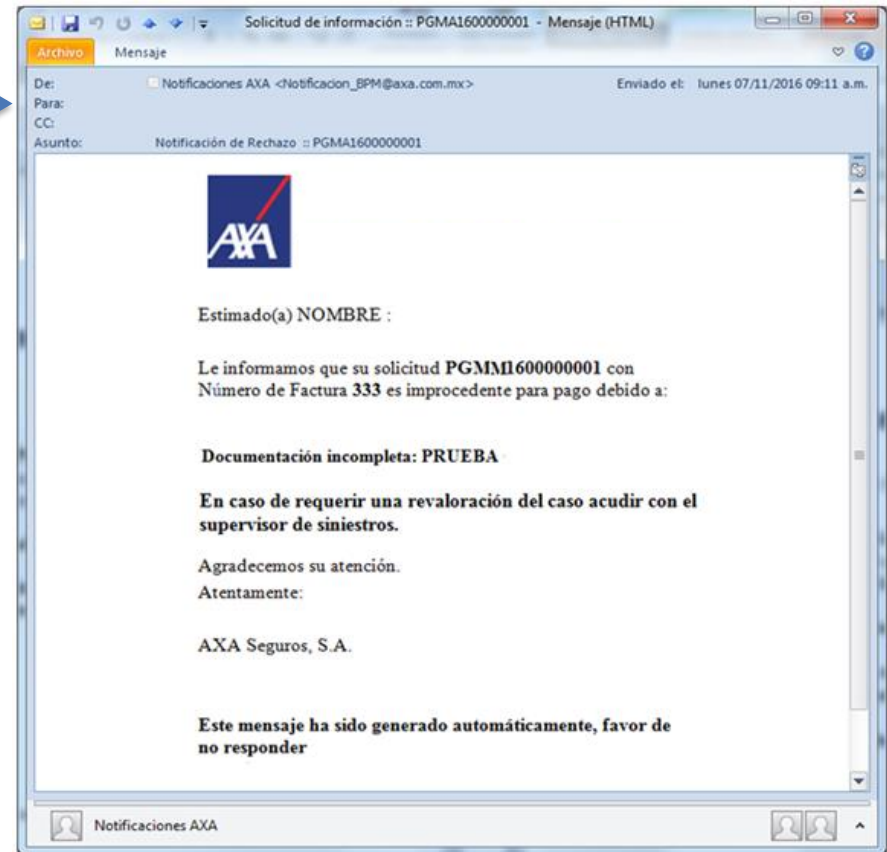 Solicitud de información :: PGMA1600000001 - Mensaje (HTML)
Archivo Mensaje
De: Notificaciones AXA <Notificacion_BPM@axa.com.mx> Enviado el: lunes 07/11/2016 09:11 a.m.
Para:
CC:
Asunto: Notificación de Rechazo :: PGMA1600000001
AXA
Estimado(a) NOMBRE :
Le informamos que su solicitud PGMM1600000001 con
Número de Factura 333 es improcedente para pago debido a:
Documentación incompleta: PRUEBA
En caso de requerir una revaloración del caso acudir con el
supervisor de siniestros.
Agradecemos su atención.
Atentamente:
AXA Seguros, S.A.
Este mensaje ha sido generado automáticamente, favor de
no responder
Notificaciones AXA